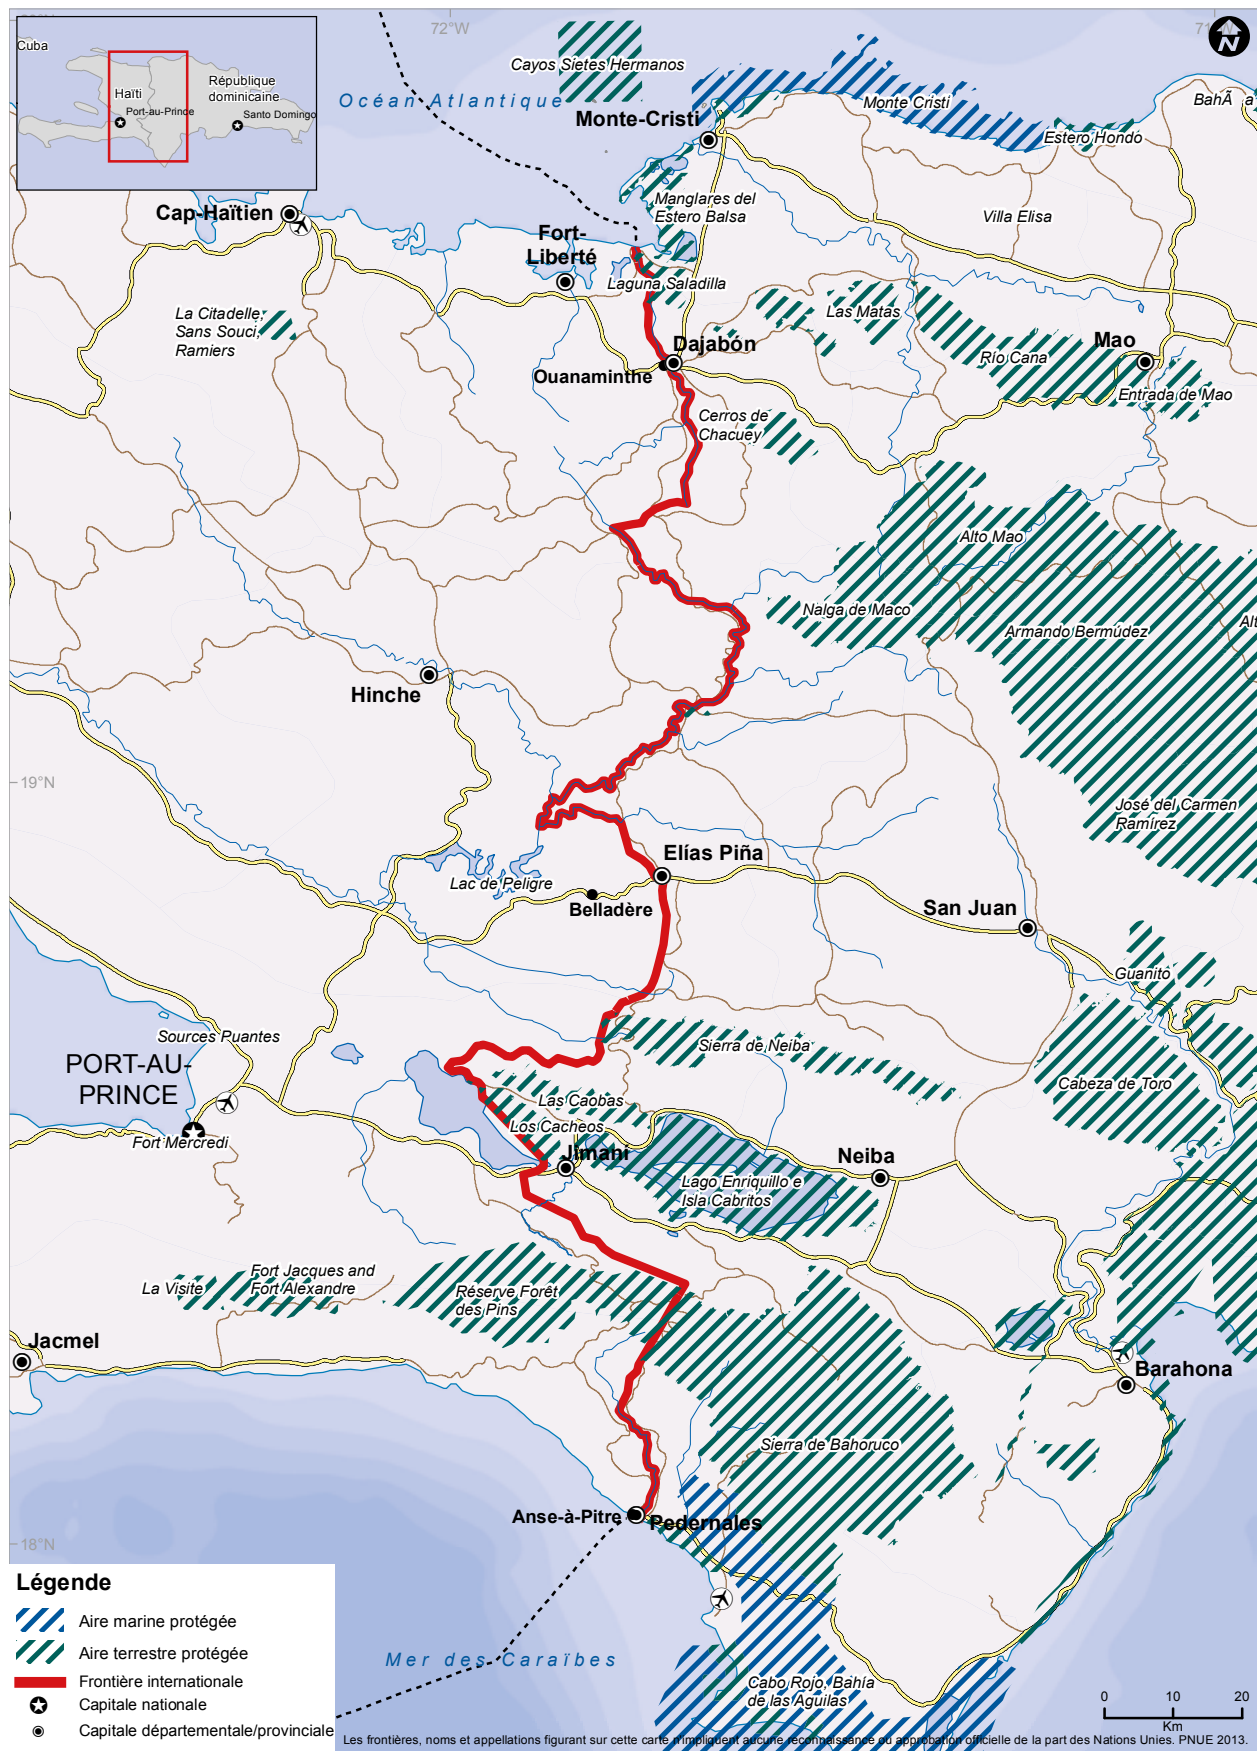 72°W
71°
N
Cuba
Haïti
République
dominicaine
Port-au-Prince
Santo Domingo
Cayos Sietes Hermanos
Océan Atlantique
Monte-Cristi
Monte Cristi
BahÃ a
Estero Hondo
Manglares del
Estero Balsa
Villa Elisa
Cap-Haïtien
Fort-
Liberté
Laguna Saladilla
La Citadelle,
Sans Souci,
Ramiers
Las Matas
Dajabón
Río Cana
Mao
Ouanaminthe
Entrada de Mao
Cerros de
Chacuey
Alto Mao
Nalga de Maco
Armando Bermúdez
Alt
Hinche
19°N
José del Carmen
Ramírez
Elías Piña
Lac de Peligre
Belladère
San Juan
Guanito
Sources Puantes
Sierra de Neiba
PORT-AU-
PRINCE
Cabeza de Toro
Las Caobas
Los Cacheos
Fort Mercredi
Jimaní
Neiba
Lago Enriquillo e
Isla Cabritos
La Visite
Fort Jacques and
Fort Alexandre
Réserve Forêt
des Pins
Jacmel
Barahona
Sierra de Bahoruco
Anse-à-Pitre
Pedernales
18°N
Légende
Aire marine protégée
Aire terrestre protégée
Frontière internationale
Capitale nationale
Capitale départementale/provinciale
Mer des Caraïbes
Cabo Rojo, Bahía
de las Aguilas
0 10 20
Km
Les frontières, noms et appellations figurant sur cette carte n'impliquent aucune reconnaissance ou approbation officielle de la part des Nations Unies. PNUE 2013.